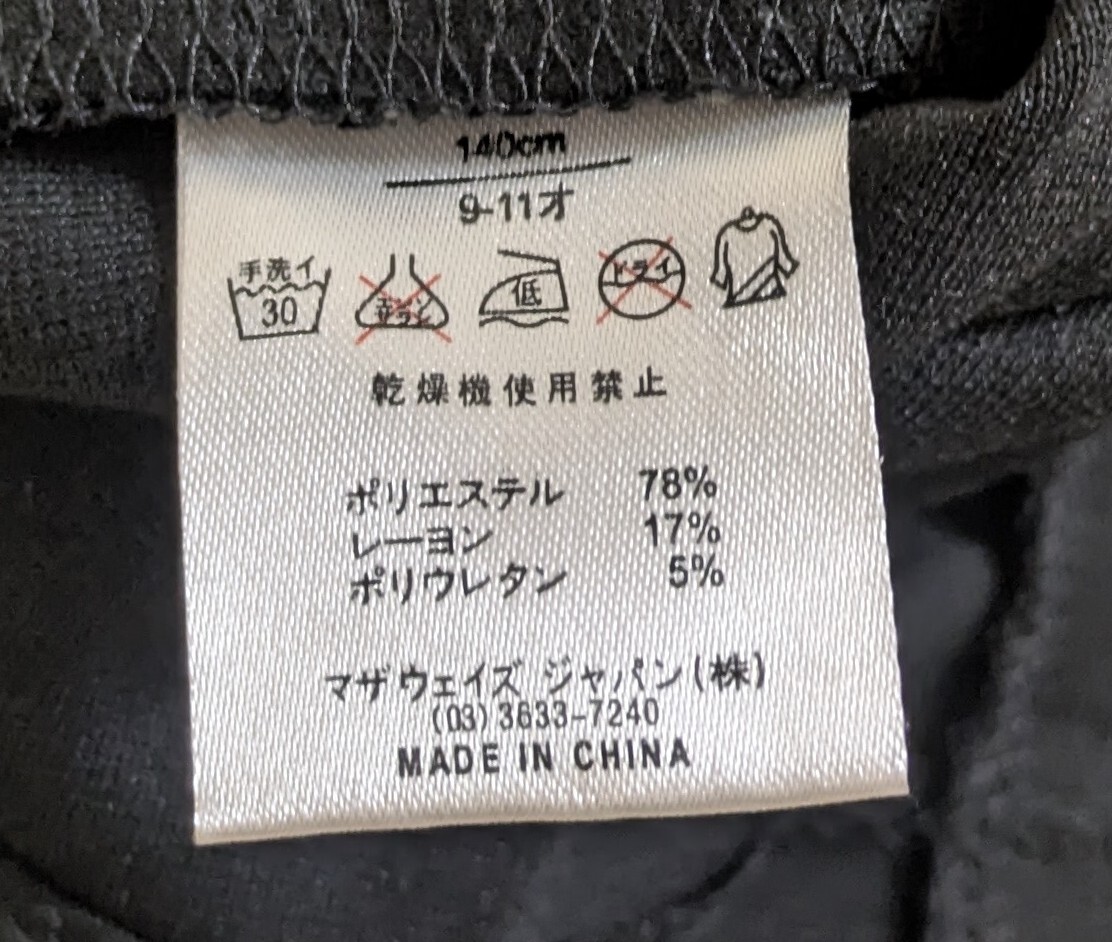 140cm
9-11才
手洗イ
30
低
ドライ
乾燥機使用禁止
ポリエステル 78%
レーヨン 17%
ポリウレタン 5%
マザウェイズ ジャパン(株)
(03)3633-7240
MADE IN CHINA